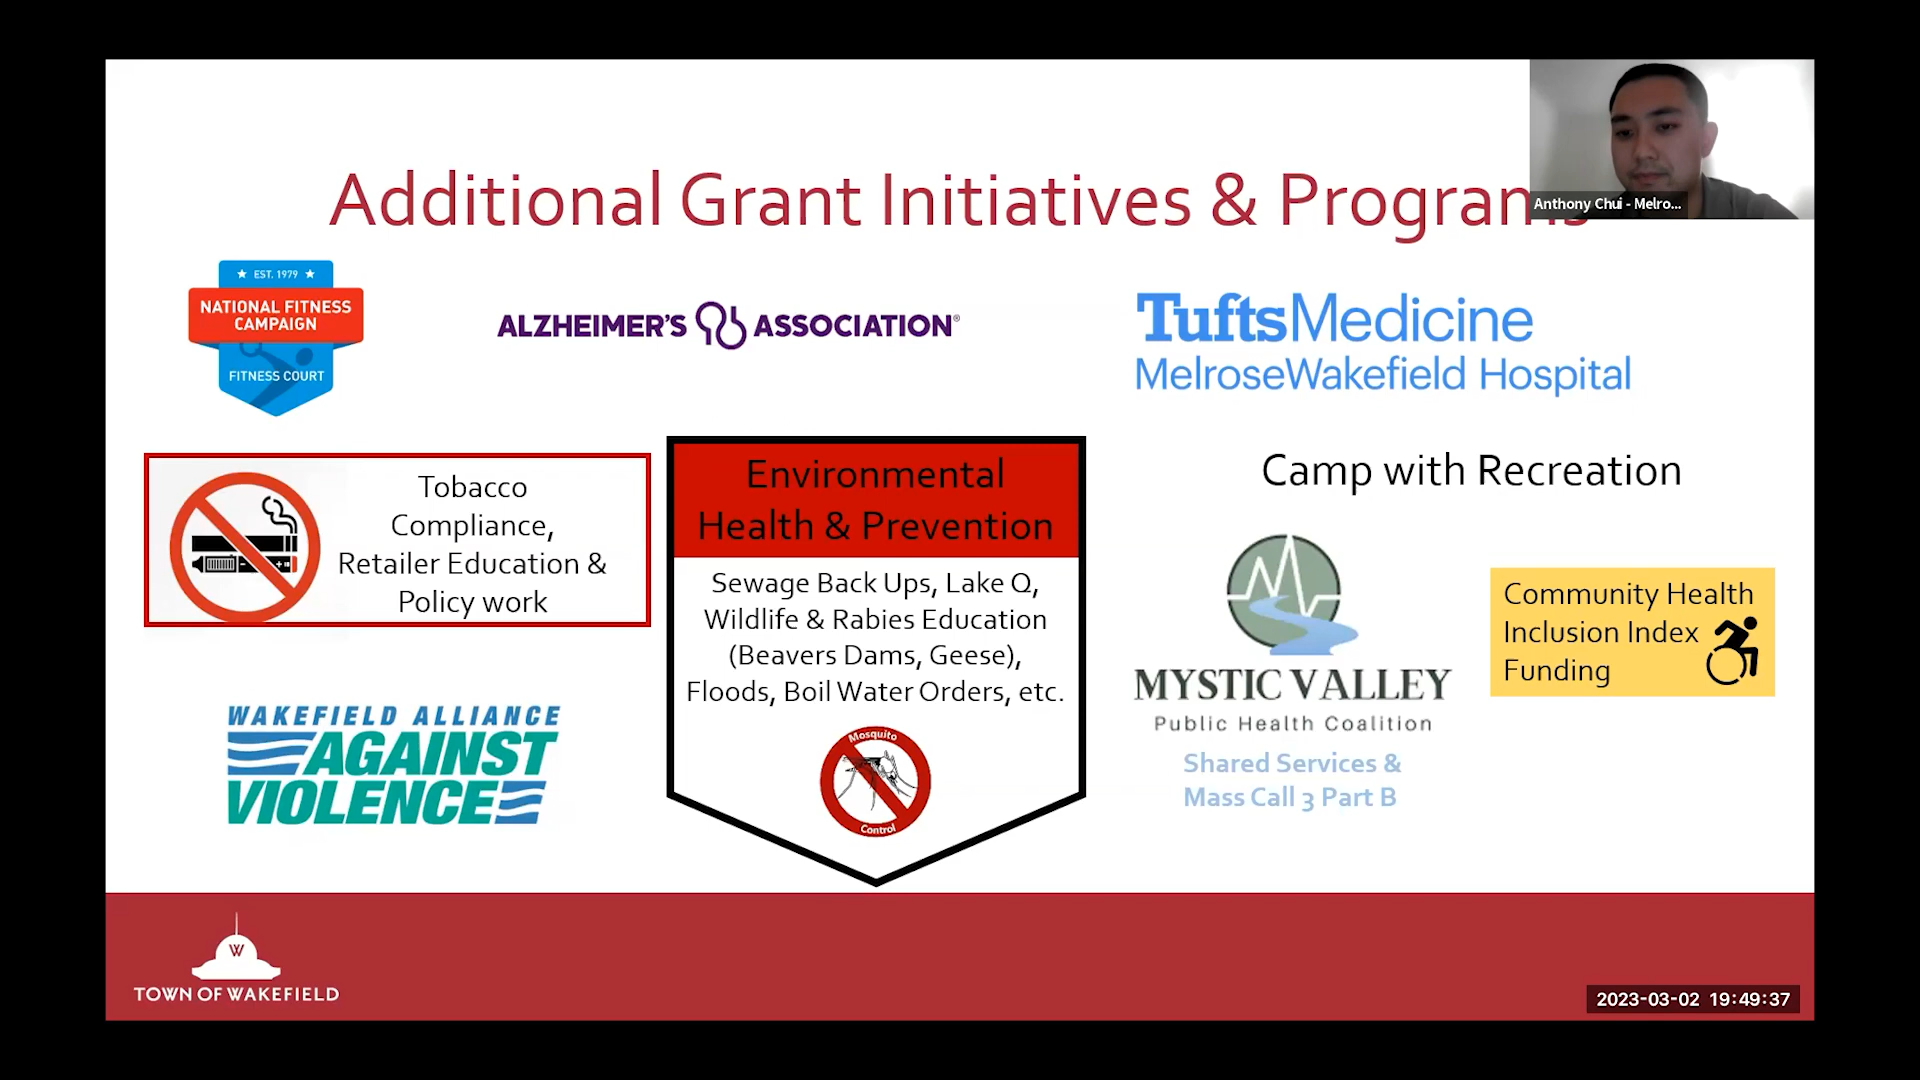 Additional Grant Initiatives & Programs
Anthony Chui - Melro...
EST. 1979
NATIONAL FITNESS
CAMPAIGN
FITNESS COURT
ALZHEIMER'S ASSOCIATION®
TuftsMedicine
MelroseWakefield Hospital
Tobacco
Compliance,
Retailer Education &
Policy work
Environmental
Health & Prevention
Sewage Back Ups, Lake Q,
Wildlife & Rabies Education
(Beavers Dams, Geese),
Floods, Boil Water Orders, etc.
Mosquito
Control
Camp with Recreation
MYSTIC VALLEY
Public Health Coalition
Shared Services &
Mass Call 3 Part B
Community Health
Inclusion Index
Funding
WAKEFIELD ALLIANCE
AGAINST
VIOLENCE
W
TOWN OF WAKEFIELD
2023-03-02 19:49:37